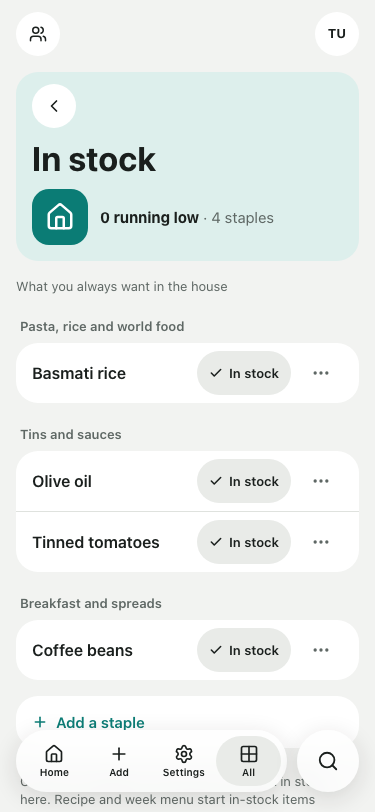 TU
In stock
0 running low · 4 staples
What you always want in the house
Pasta, rice and world food
Basmati rice
In stock
Tins and sauces
Olive oil
In stock
Tinned tomatoes
In stock
Breakfast and spreads
Coffee beans
In stock
Add a staple
Home
Add
Settings
All
in
here. Recipe and week menu start in-stock items